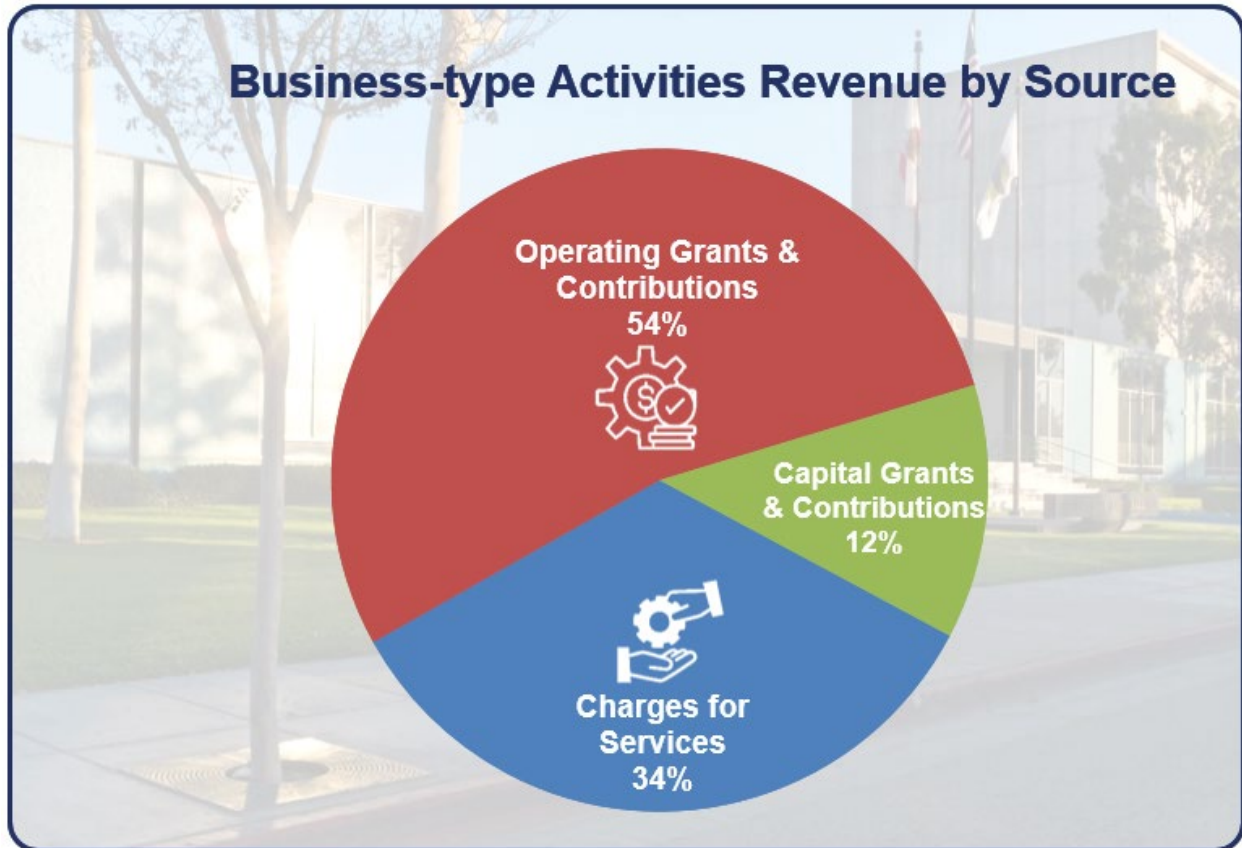 Business-type Activities Revenue by Source
Operating Grants &
Contributions
54%
$
Capital Grants
& Contributions
12%
Charges for
Services
34%